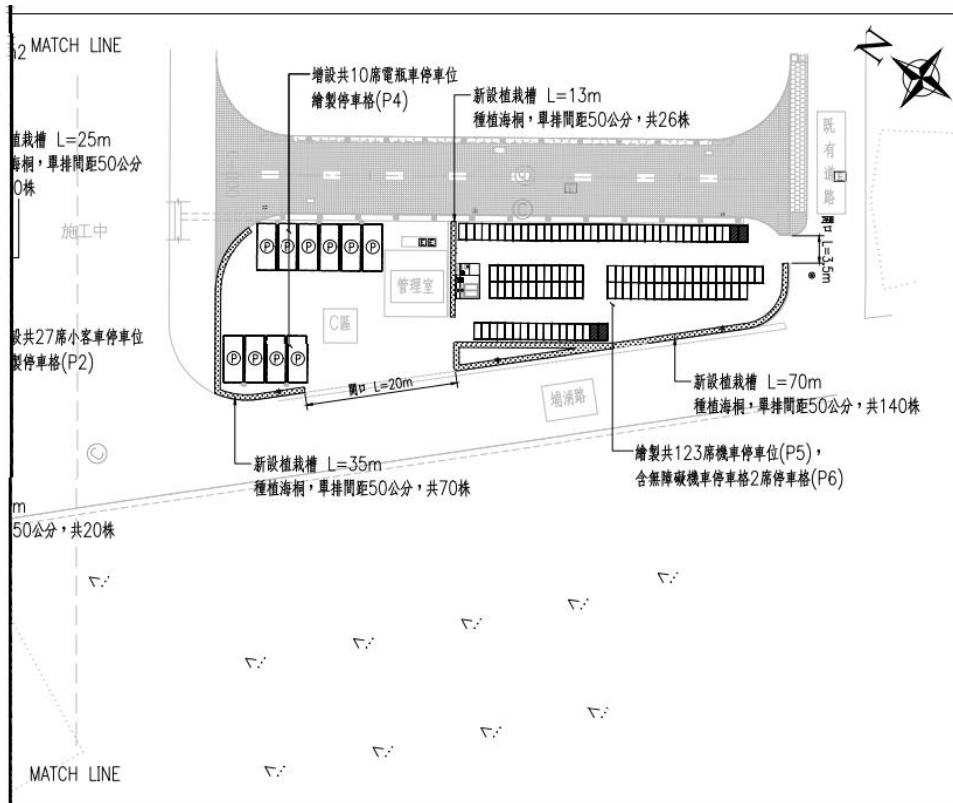 MATCH LINE
N
增設共10席電瓶車停車位
繪製停車格(P4)
新設植栽槽 L=13m
種植海桐，單排間距50公分，共26株
植栽槽 L=25m
海桐，單排間距50公分
0株
既有道路
施工中
開口 L=3.5m
P P P P P P
管理室
C區
設共27席小客車停車位
製停車格(P2)
P P P P
開口 L=20m
埔頂路
新設植栽槽 L=70m
種植海桐，單排間距50公分，共140株
新設植栽槽 L=35m
種植海桐，單排間距50公分，共70株
繪製共123席機車停車位(P5)，
含無障礙機車停車格2席停車格(P6)
m
50公分，共20株
MATCH LINE